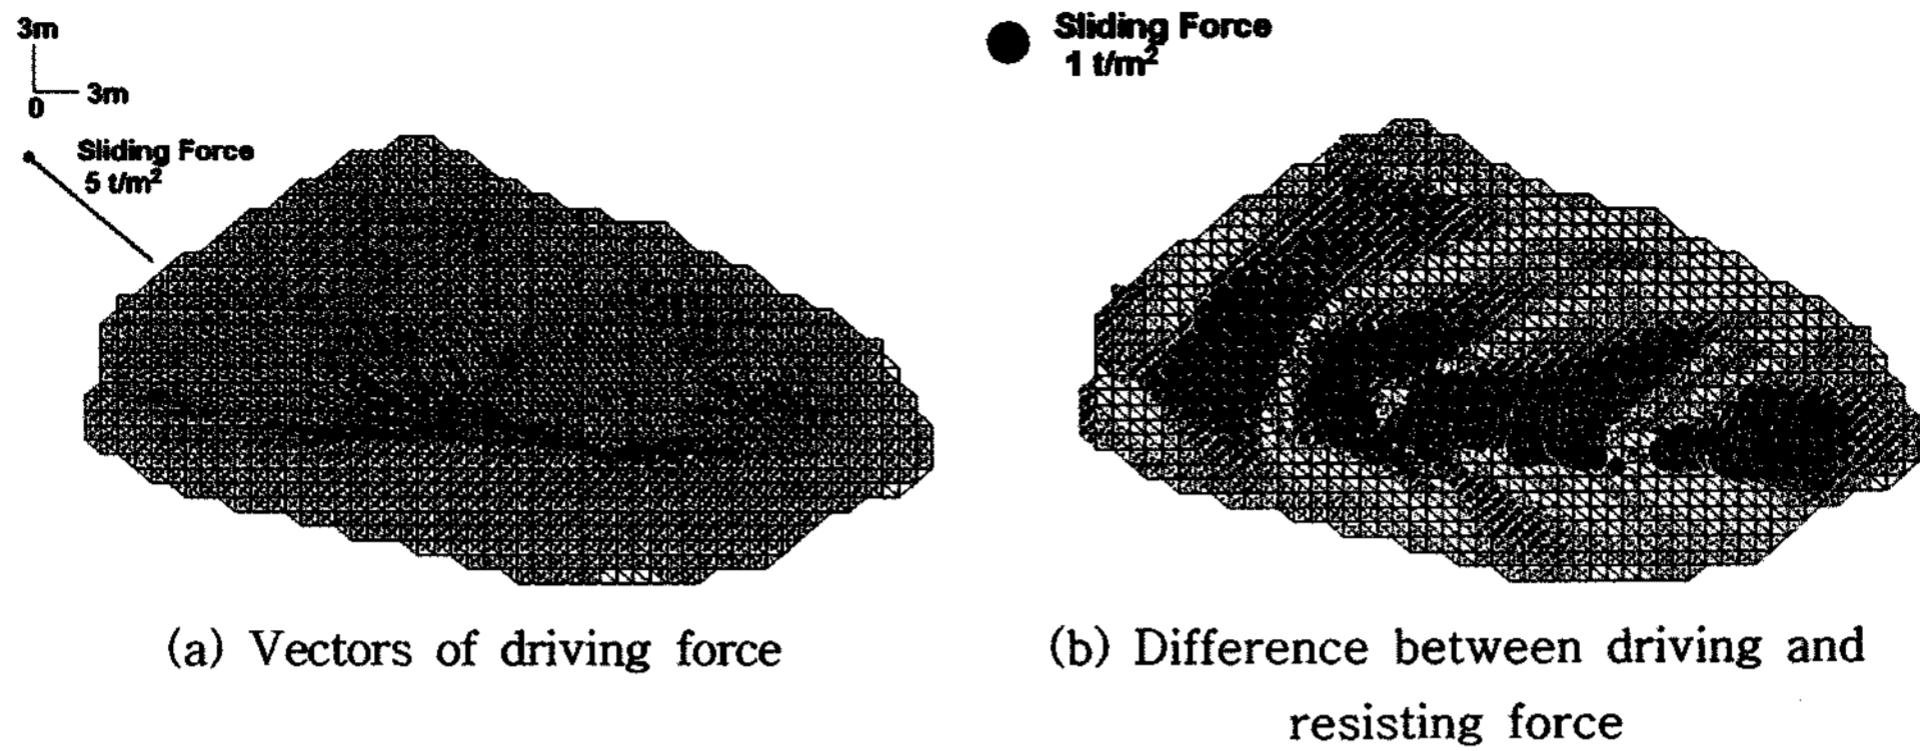 3m
0 3m
Sliding Force
5 t/m²
Sliding Force
1 t/m²
(a) Vectors of driving force
(b) Difference between driving and
resisting force